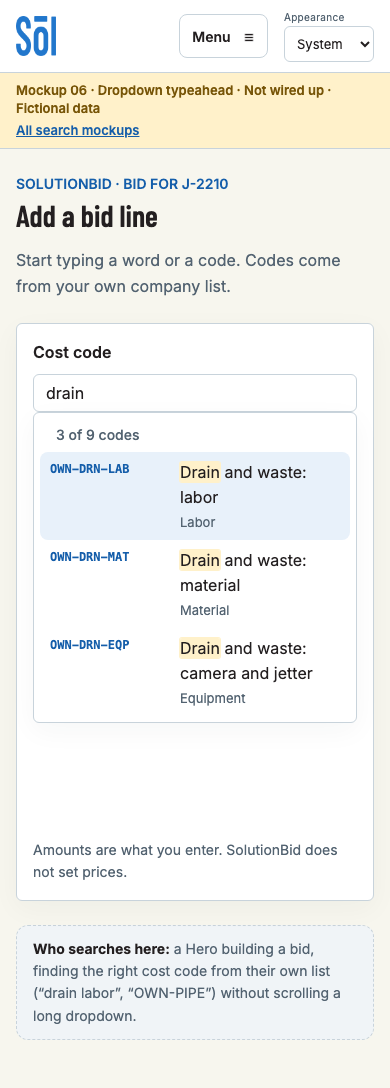 Sōl
Menu ≡
Appearance
System
Mockup 06 · Dropdown typeahead · Not wired up ·
Fictional data
All search mockups
SOLUTIONBID · BID FOR J-2210
Add a bid line
Start typing a word or a code. Codes come
from your own company list.
Cost code
drain
3 of 9 codes
OWN-DRN-LAB
Drain and waste:
labor
Labor
OWN-DRN-MAT
Drain and waste:
material
Material
OWN-DRN-EQP
Drain and waste:
camera and jetter
Equipment
Amounts are what you enter. SolutionBid does
not set prices.
Who searches here: a Hero building a bid,
finding the right cost code from their own list
(“drain labor”, “OWN-PIPE”) without scrolling a
long dropdown.